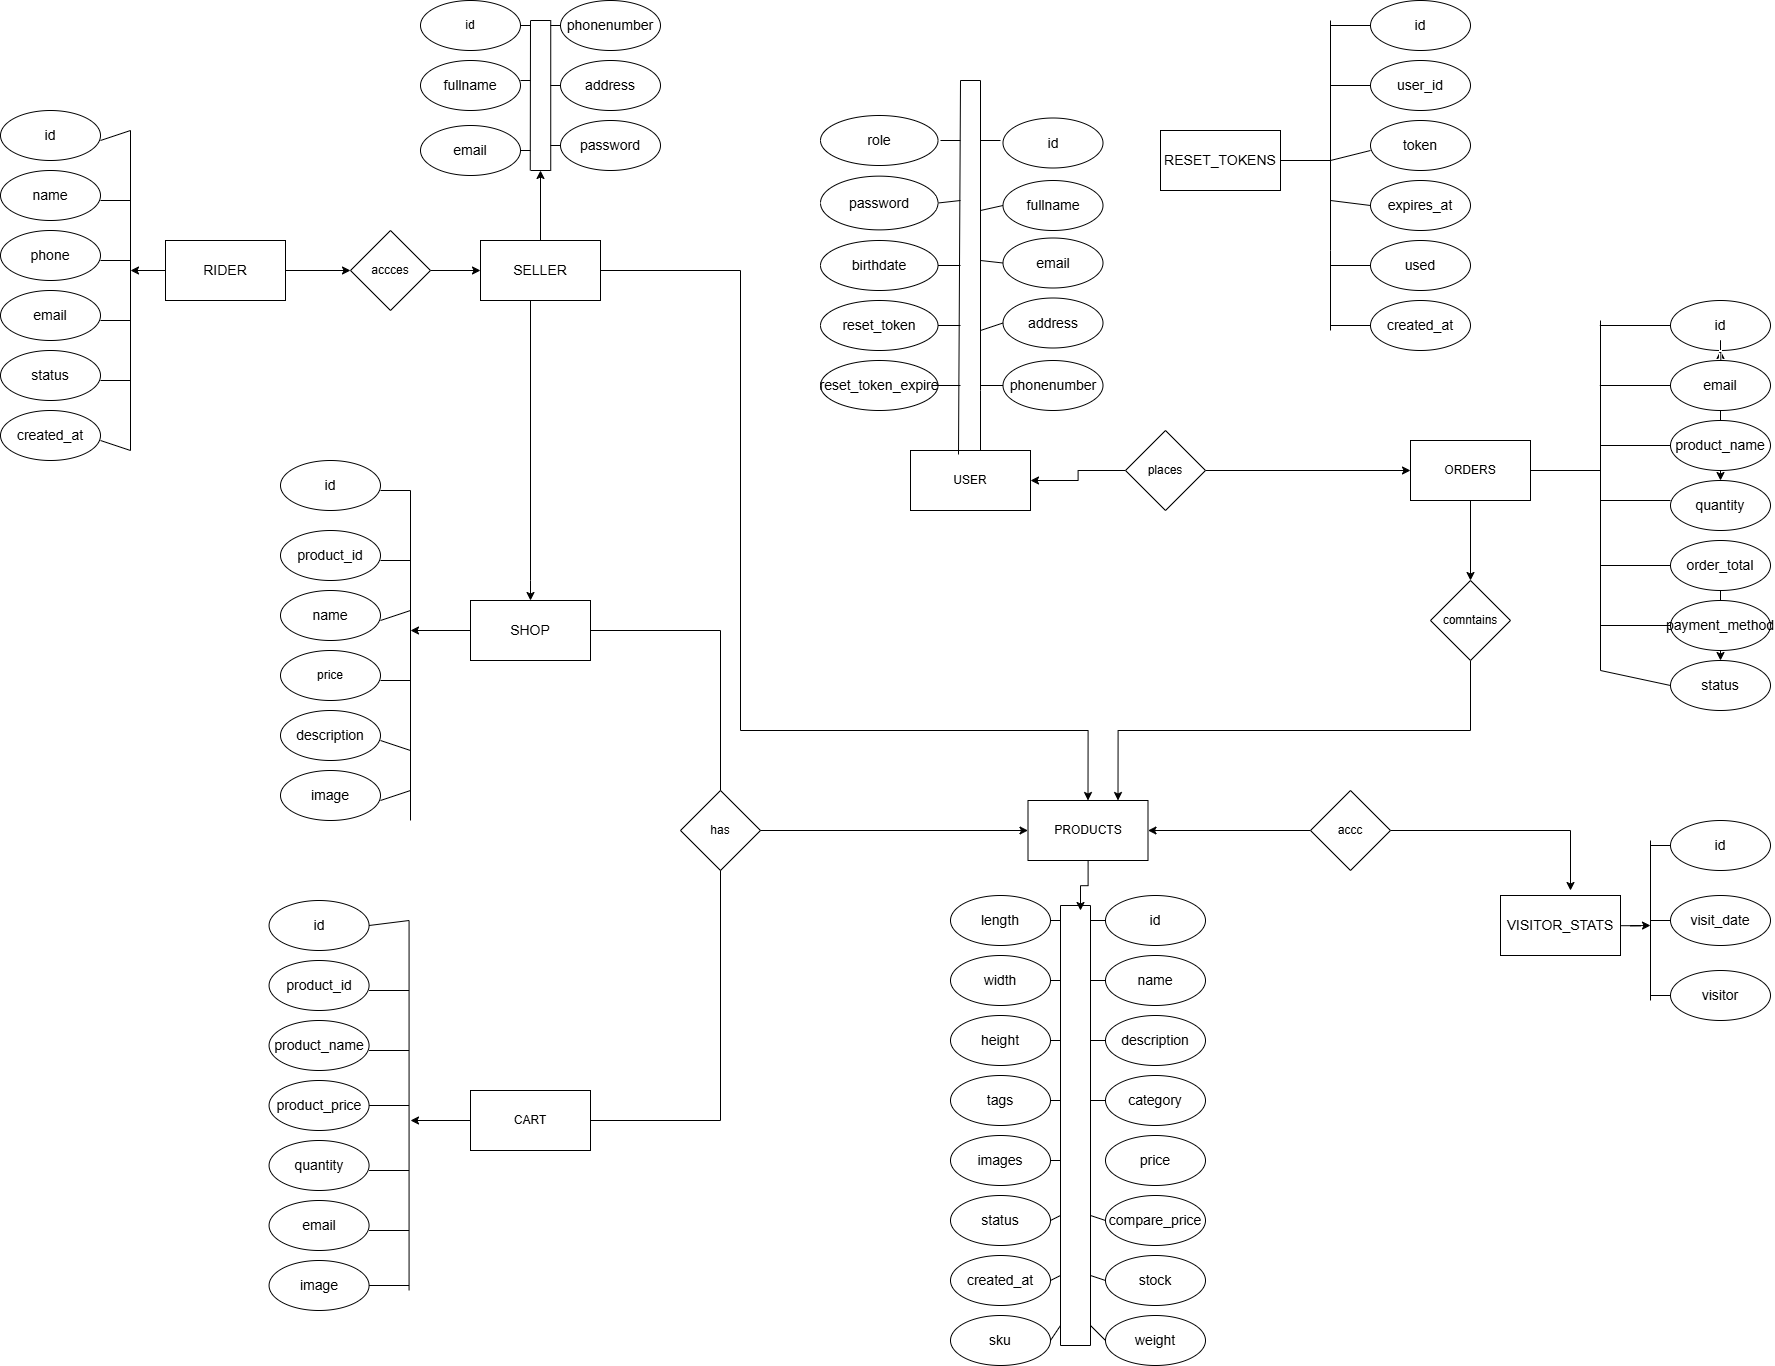 id
phonenumber
fullname
address
email
password
id
name
phone
email
status
created_at
RIDER
accces
SELLER
role
id
password
fullname
birthdate
email
reset_token
address
reset_token_expire
phonenumber
USER
RESET_TOKENS
id
user_id
token
expires_at
used
created_at
places
ORDERS
id
email
product_name
quantity
order_total
payment_method
status
comntains
id
product_id
name
price
description
image
SHOP
has
PRODUCTS
accc
VISITOR_STATS
id
visit_date
visitor
id
product_id
product_name
product_price
quantity
email
image
CART
length
id
width
name
height
description
tags
category
images
price
status
compare_price
created_at
stock
sku
weight